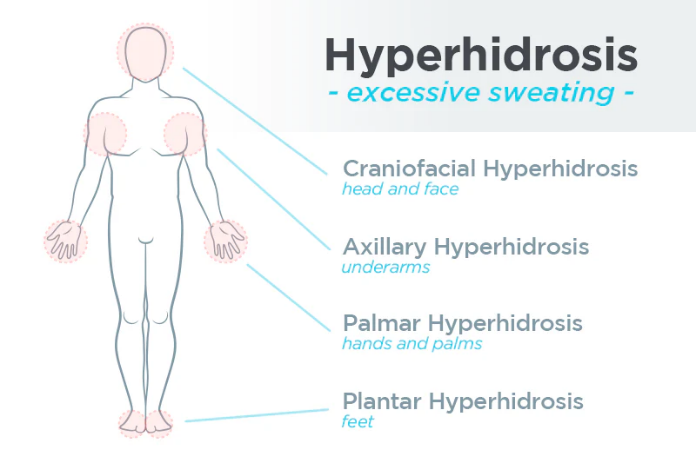 Hyperhidrosis
- excessive sweating -
Craniofacial Hyperhidrosis
head and face
Axillary Hyperhidrosis
underarms
Palmar Hyperhidrosis
hands and palms
Plantar Hyperhidrosis
feet